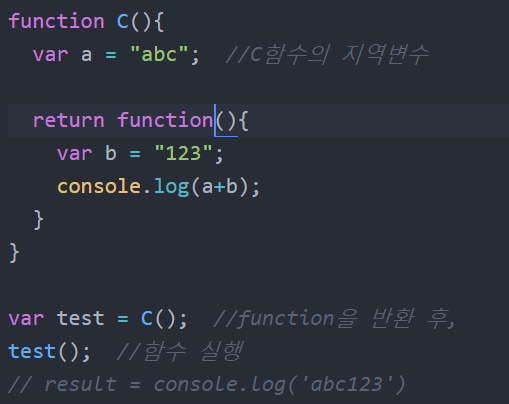 function C(){
  var a = "abc";  //C함수의 지역변수
  return function(){
    var b = "123";
    console.log(a+b);
  }
}
var test = C();  //function을 반환 후,
test();  //함수 실행
// result = console.log('abc123')